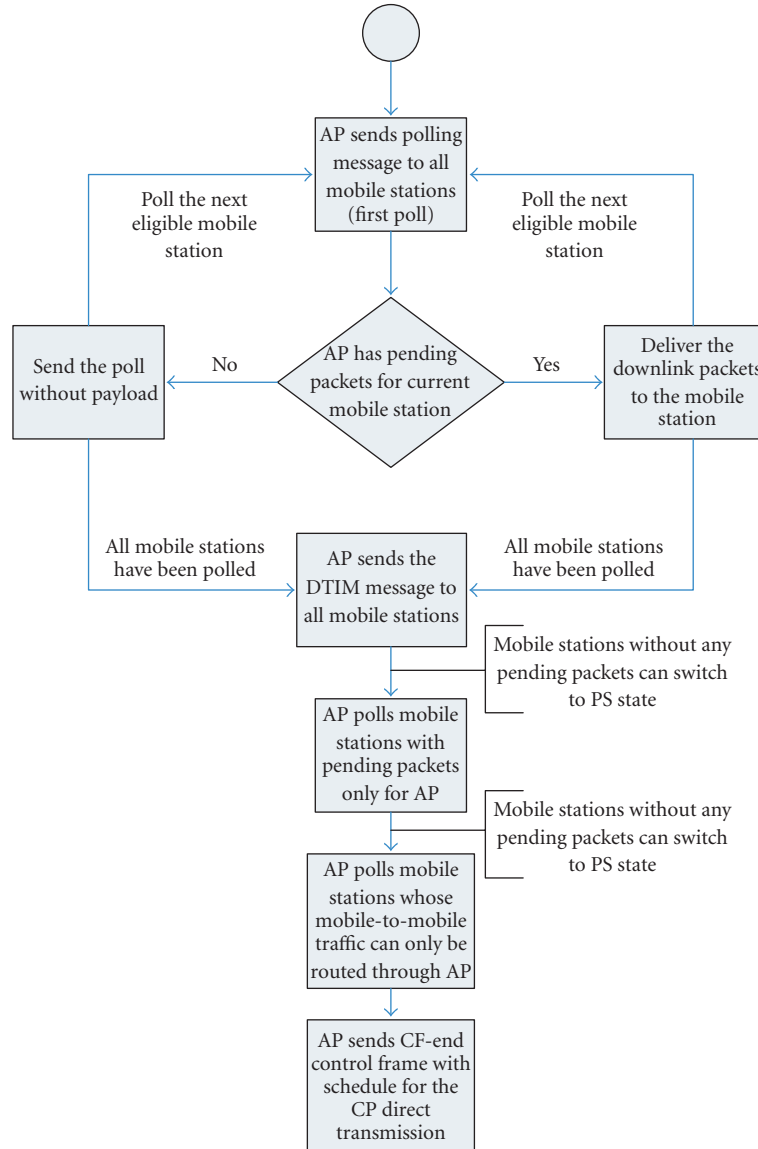 AP sends polling
message to all
mobile stations
(first poll)
Poll the next
eligible mobile
station
Poll the next
eligible mobile
station
Send the poll
without payload
No
AP has pending
packets for current
mobile station
Yes
Deliver the
downlink packets
to the mobile
station
All mobile stations
have been polled
AP sends the
DTIM message to
all mobile stations
All mobile stations
have been polled
Mobile stations without any
pending packets can switch
to PS state
AP polls mobile
stations with
pending packets
only for AP
Mobile stations without any
pending packets can switch
to PS state
AP polls mobile
stations whose
mobile-to-mobile
traffic can only be
routed through AP
AP sends CF-end
control frame with
schedule for the
CP direct
transmission